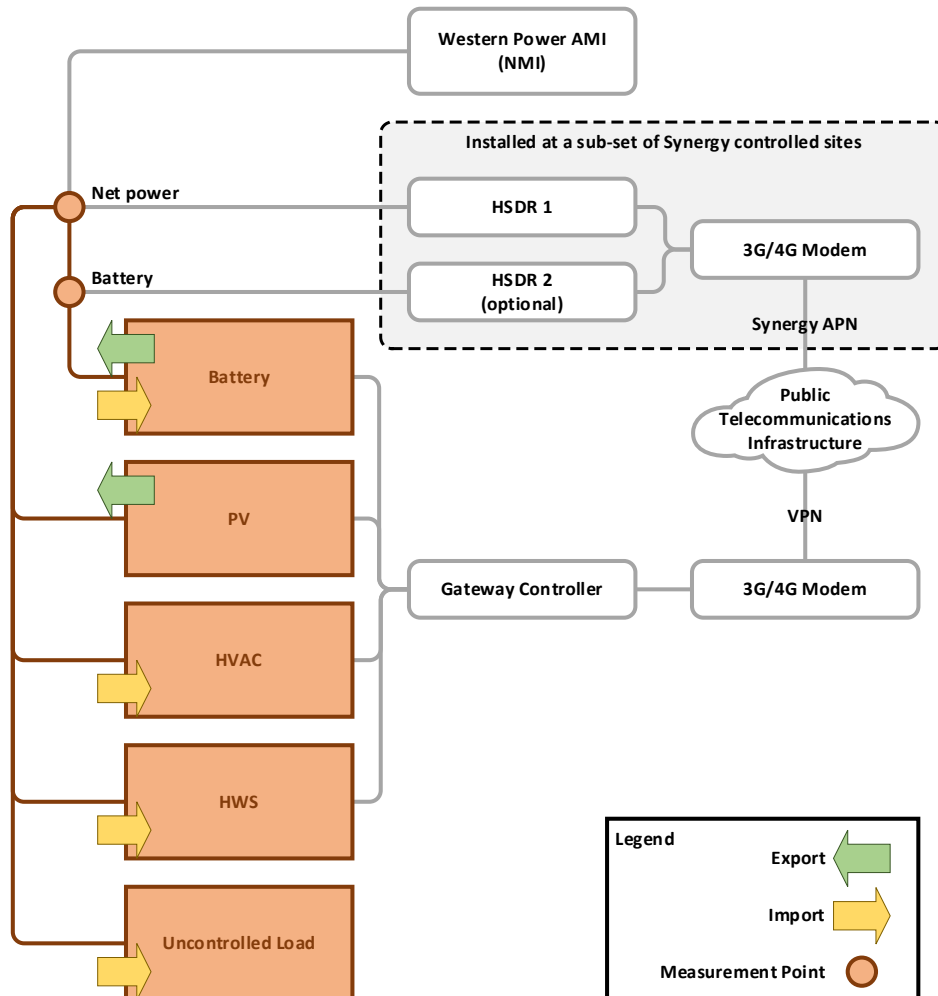 Western Power AMI
(NMI)
Installed at a sub-set of Synergy controlled sites
Net power
HSDR 1
3G/4G Modem
Battery
HSDR 2
(optional)
Synergy APN
Battery
Public
Telecommunications
Infrastructure
PV
VPN
Gateway Controller
3G/4G Modem
HVAC
HWS
Legend
Export
Import
Uncontrolled Load
Measurement Point